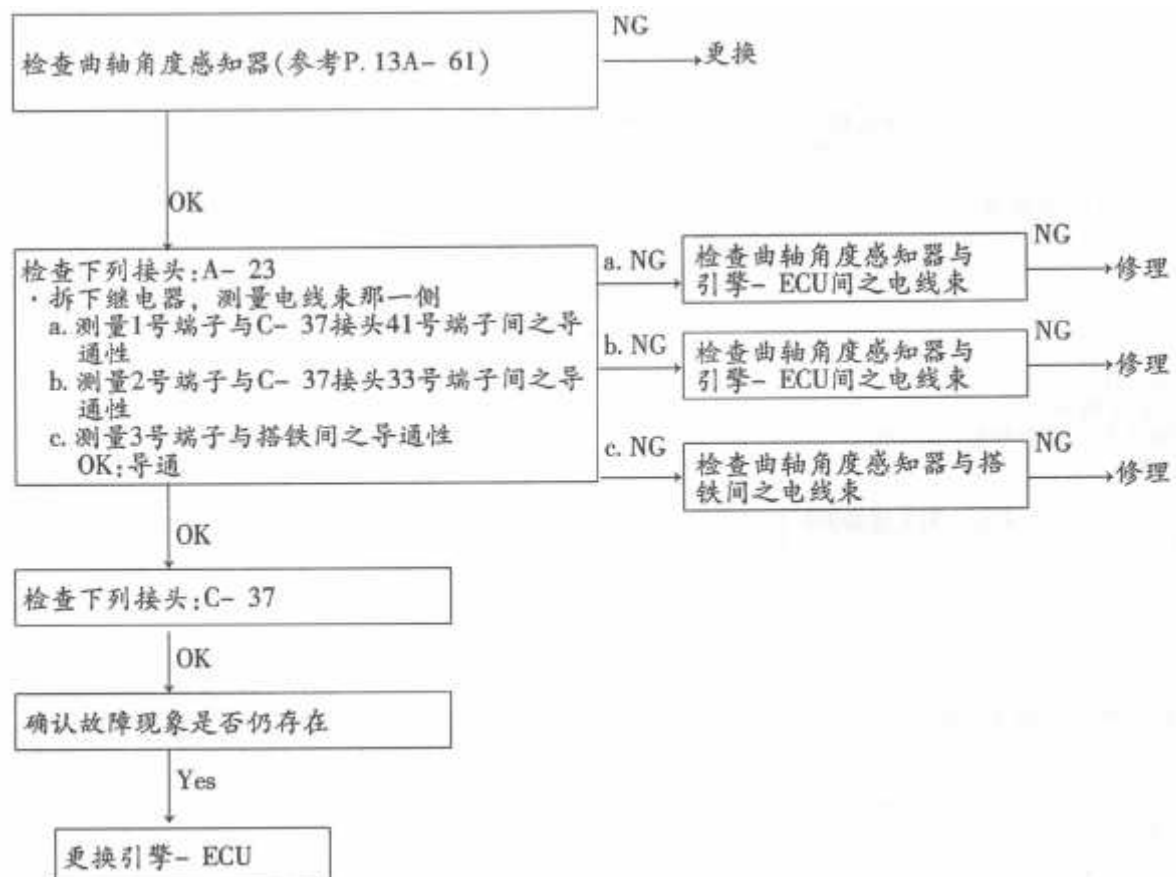 检查曲轴角度感知器(参考P. 13A- 61)
NG
更换
OK
检查下列接头:A- 23
·拆下继电器，测量电线束那一侧
a. 测量1号端子与C- 37接头41号端子间之导
通性
b. 测量2号端子与C- 37接头33号端子间之导
通性
c. 测量3号端子与搭铁间之导通性
OK:导通
a. NG
检查曲轴角度感知器与
引擎- ECU间之电线束
NG
修理
b. NG
检查曲轴角度感知器与
引擎- ECU间之电线束
NG
修理
c. NG
检查曲轴角度感知器与搭
铁间之电线束
NG
修理
OK
检查下列接头:C- 37
OK
确认故障现象是否仍存在
Yes
更换引擎- ECU